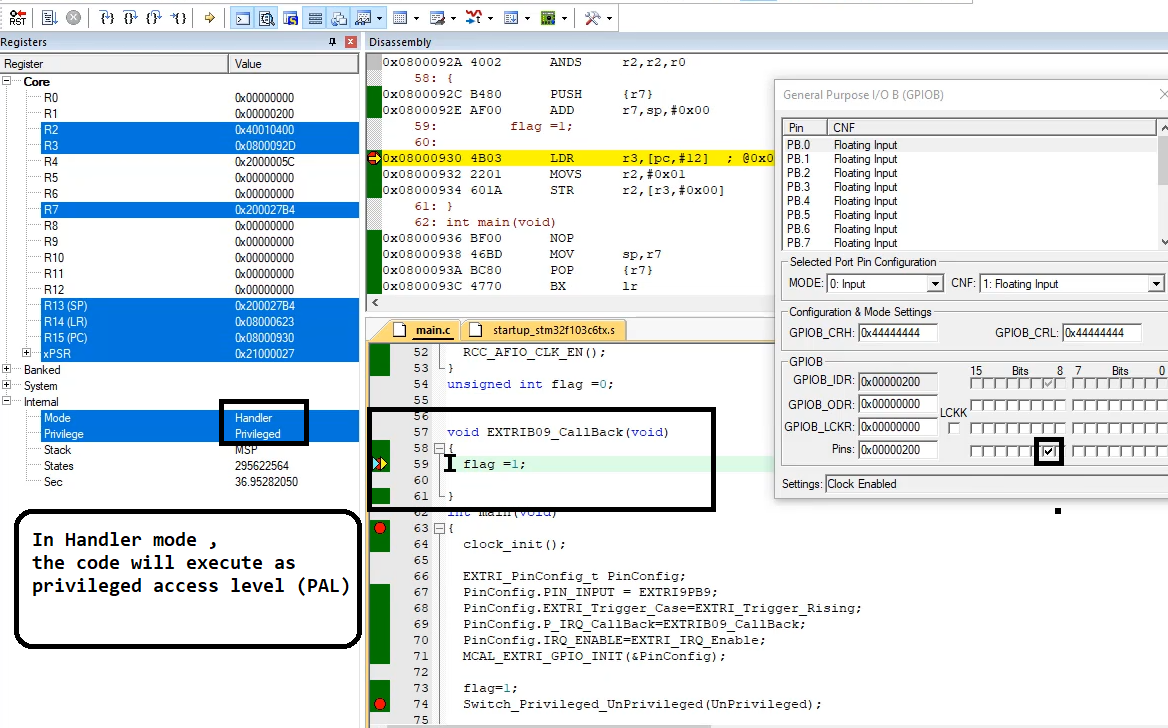 RST
Registers
Register Value
Core
R0 0x00000000
R1 0x00000200
R2 0x40010400
R3 0x0800092D
R4 0x2000005C
R5 0x00000000
R6 0x00000000
R7 0x200027B4
R8 0x00000000
R9 0x00000000
R10 0x00000000
R11 0x00000000
R12 0x00000000
R13 (SP) 0x200027B4
R14 (LR) 0x08000623
R15 (PC) 0x08000930
xPSR 0x21000027
Banked
System
Internal
Mode Handler
Privilege Privileged
Stack MSP
States 295622564
Sec 36.95282050
In Handler mode ,
the code will execute as
privileged access level (PAL)
Disassembly
0x0800092A 4002 ANDS r2,r2,r0
58: {
0x0800092C B480 PUSH {r7}
0x0800092E AF00 ADD r7,sp,#0x00
59: flag =1;
60:
0x08000930 4B03 LDR r3,[pc,#12] ; @0x0
0x08000932 2201 MOVS r2,#0x01
0x08000934 601A STR r2,[r3,#0x00]
61: }
62: int main(void)
0x08000936 BF00 NOP
0x08000938 46BD MOV sp,r7
0x0800093A BC80 POP {r7}
0x0800093C 4770 BX lr
main.c startup_stm32f103c6tx.s
52 RCC_AFIO_CLK_EN();
53 }
54 unsigned int flag =0;
55
56
57 void EXTRIB09_CallBack(void)
58 {
59 flag =1;
60
61 }
62 int main(void)
63 {
64 clock_init();
65
66 EXTRI_PinConfig_t PinConfig;
67 PinConfig.PIN_INPUT = EXTRI9PB9;
68 PinConfig.EXTRI_Trigger_Case=EXTRI_Trigger_Rising;
69 PinConfig.P_IRQ_CallBack=EXTRIB09_CallBack;
70 PinConfig.IRQ_ENABLE=EXTRI_IRQ_Enable;
71 MCAL_EXTRI_GPIO_INIT(&PinConfig);
72
73 flag=1;
74 Switch_Privileged_UnPrivileged(UnPrivileged);
75
General Purpose I/O B (GPIOB)
Pin CNF
PB.0 Floating Input
PB.1 Floating Input
PB.2 Floating Input
PB.3 Floating Input
PB.4 Floating Input
PB.5 Floating Input
PB.6 Floating Input
PB.7 Floating Input
Selected Port Pin Configuration
MODE: 0: Input CNF: 1: Floating Input
Configuration & Mode Settings
GPIOB_CRH: 0x44444444 GPIOB_CRL: 0x44444444
GPIOB
15 Bits 8 7 Bits 0
GPIOB_IDR: 0x00000200
GPIOB_ODR: 0x00000000
LCKK
GPIOB_LCKR: 0x00000000
Pins: 0x00000200
Settings: Clock Enabled